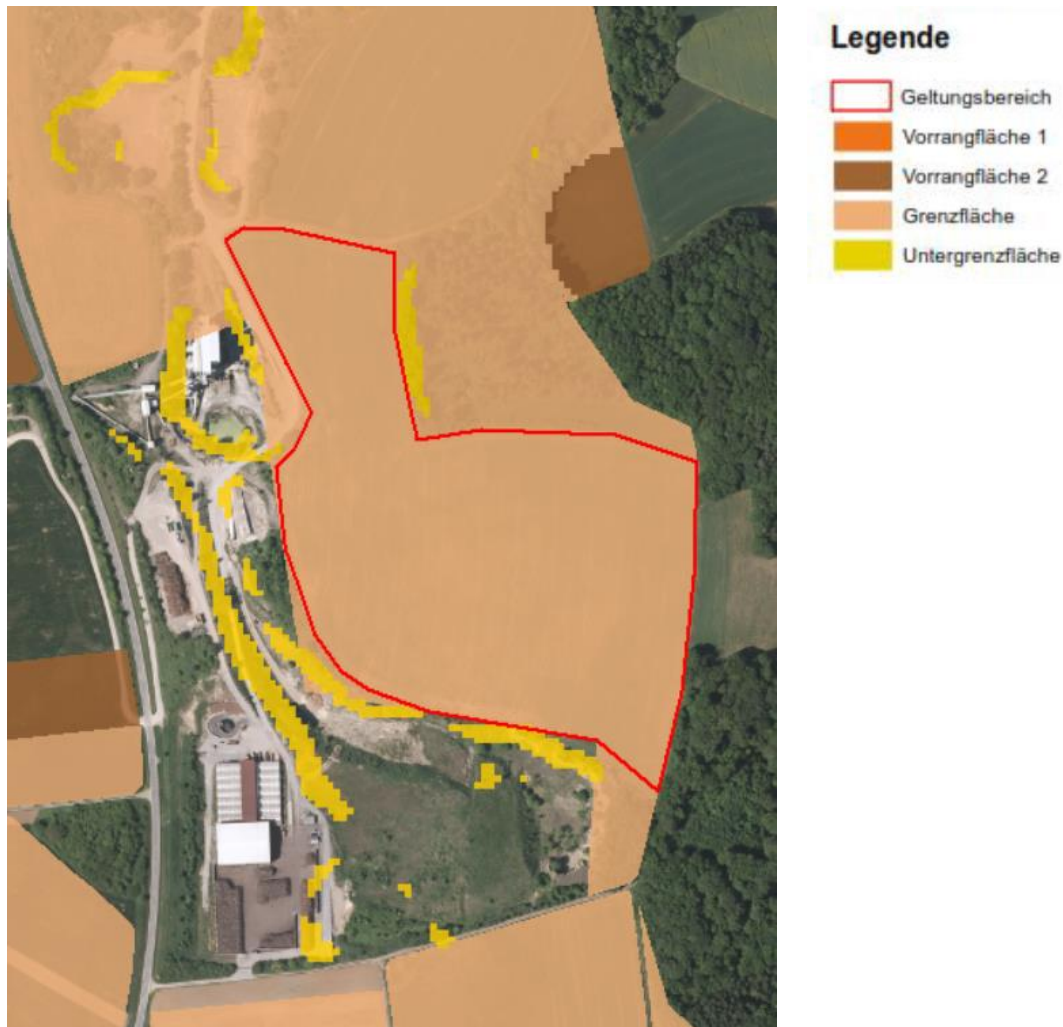 Legende
Geltungsbereich
Vorrangfläche 1
Vorrangfläche 2
Grenzfläche
Untergrenzfläche